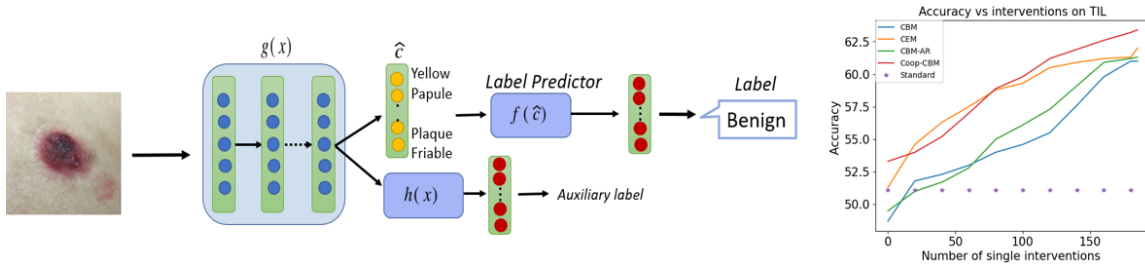 g(x)
ĉ
Yellow
Papule
Plaque
Friable
Label Predictor
f(ĉ)
Label
Benign
h(x)
Auxiliary label
Accuracy vs interventions on TIL
CBM
CEM
CBM-AR
Coop-CBM
Standard
Accuracy
62.5
60.0
57.5
55.0
52.5
50.0
0
50
100
150
Number of single interventions